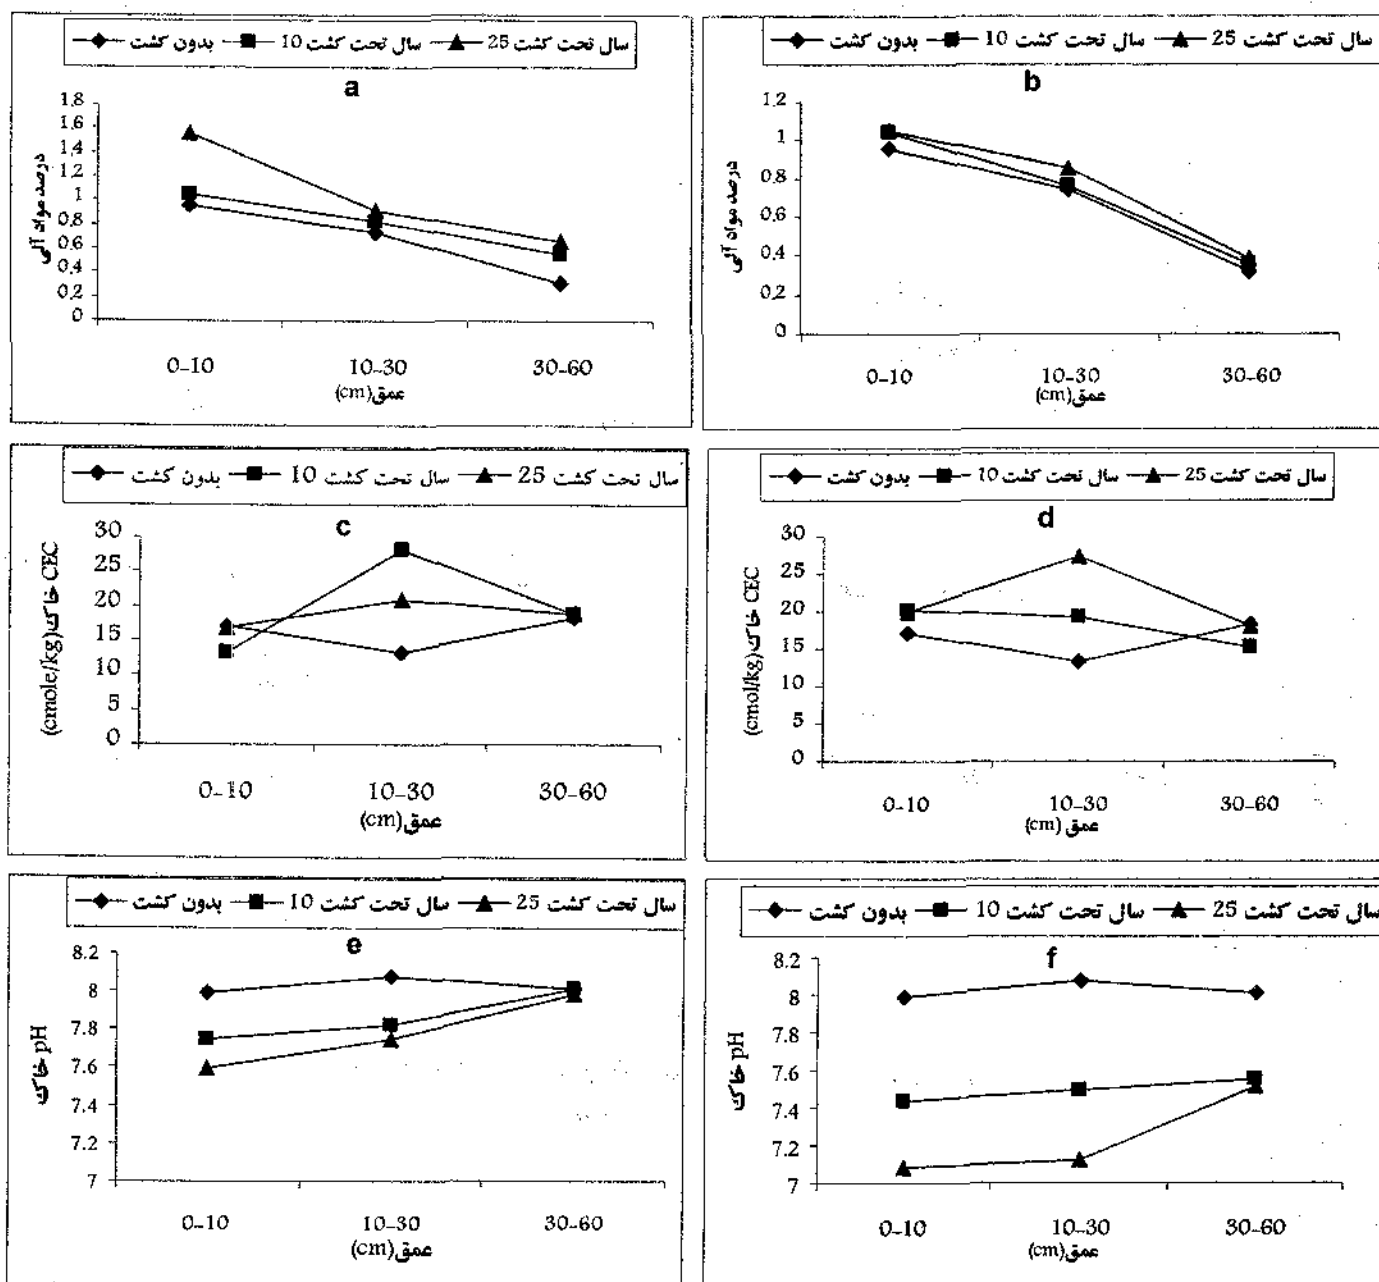 بدون کشت 10 سال تحت کشت 25 سال تحت کشت
a
1.8
1.6
1.4
1.2
1
0.8
0.6
0.4
0.2
0
درصد مواد آلی
0-10 10-30 30-60
عمق(cm)
بدون کشت 10 سال تحت کشت 25 سال تحت کشت
b
1.2
1
0.8
0.6
0.4
0.2
0
درصد مواد آلی
0-10 10-30 30-60
عمق(cm)
بدون کشت 10 سال تحت کشت 25 سال تحت کشت
c
30
25
20
15
10
5
0
CEC خاک(cmole/kg)
0-10 10-30 30-60
عمق(cm)
بدون کشت 10 سال تحت کشت 25 سال تحت کشت
d
30
25
20
15
10
5
0
CEC خاک(cmol/kg)
0-10 10-30 30-60
عمق(cm)
بدون کشت 10 سال تحت کشت 25 سال تحت کشت
e
8.2
8
7.8
7.6
7.4
7.2
7
pH خاک
0-10 10-30 30-60
عمق(cm)
بدون کشت 10 سال تحت کشت 25 سال تحت کشت
f
8.2
8
7.8
7.6
7.4
7.2
7
pH خاک
0-10 10-30 30-60
عمق(cm)